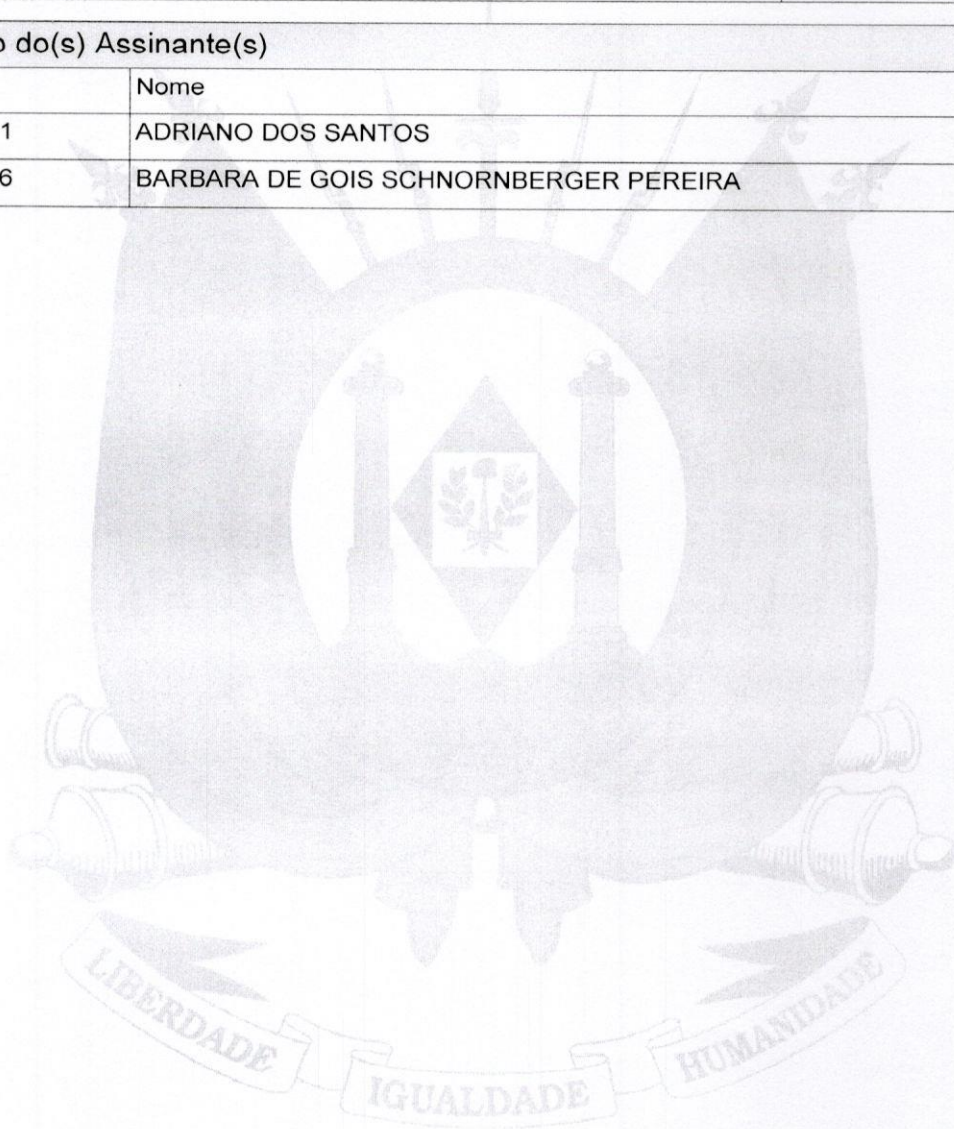 o do(s) Assinante(s)
Nome
1 ADRIANO DOS SANTOS
6 BARBARA DE GOIS SCHNORNBERGER PEREIRA
LIBERDADE IGUALDADE HUMANIDADE